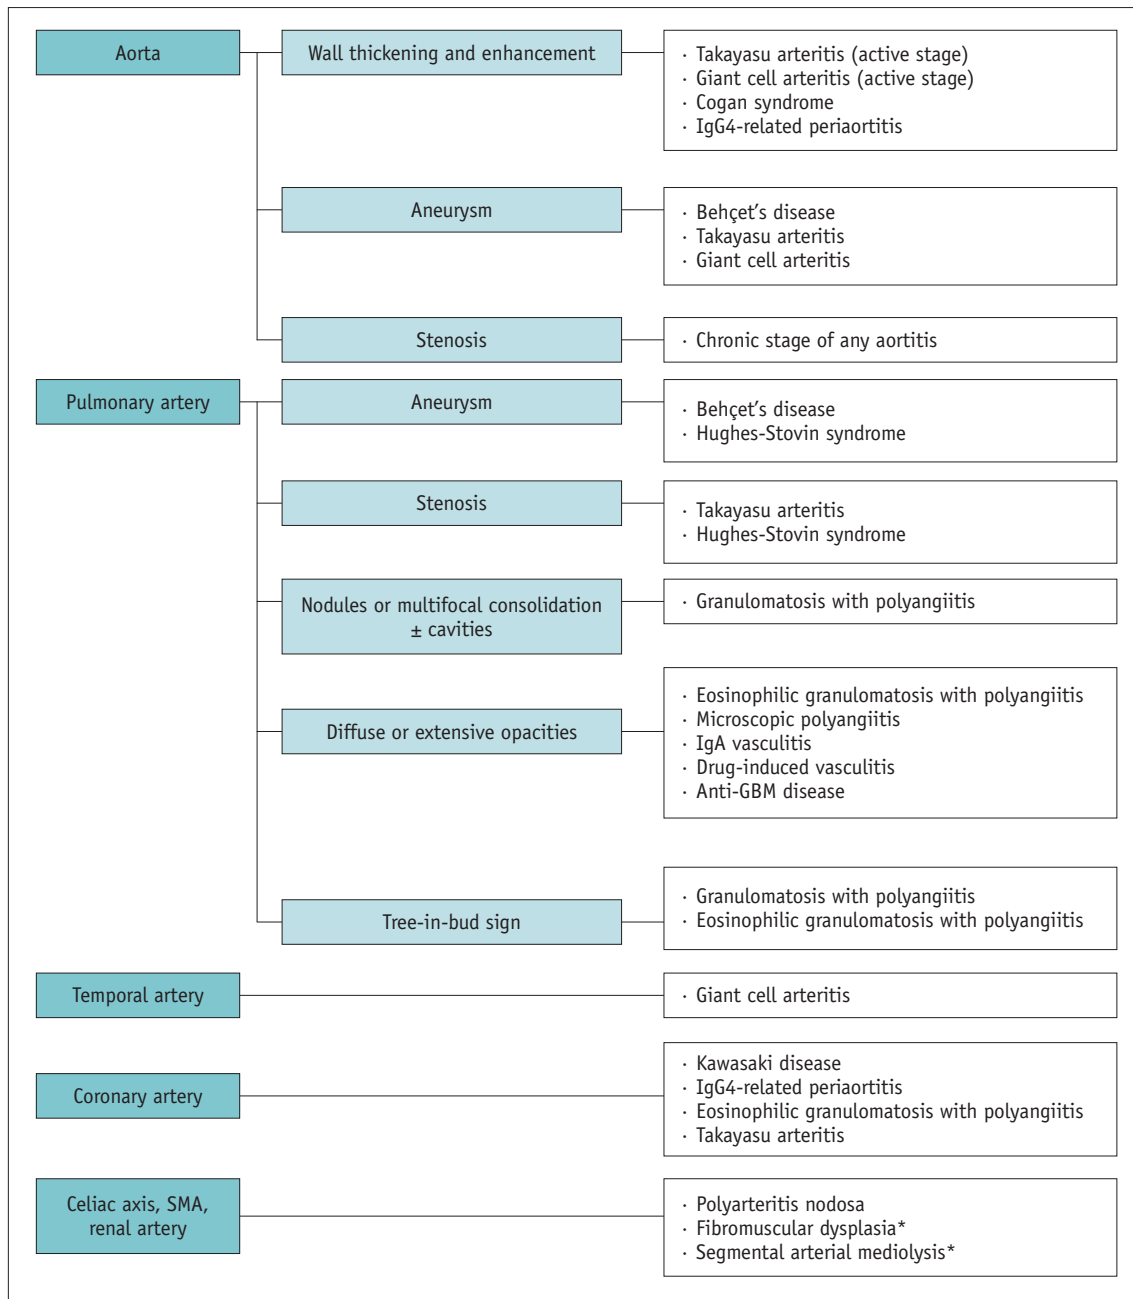 Aorta
Wall thickening and enhancement
· Takayasu arteritis (active stage)
· Giant cell arteritis (active stage)
· Cogan syndrome
· IgG4-related periaortitis
Aneurysm
· Behçet's disease
· Takayasu arteritis
· Giant cell arteritis
Stenosis
· Chronic stage of any aortitis
Pulmonary artery
Aneurysm
· Behçet's disease
· Hughes-Stovin syndrome
Stenosis
· Takayasu arteritis
· Hughes-Stovin syndrome
Nodules or multifocal consolidation
± cavities
· Granulomatosis with polyangiitis
Diffuse or extensive opacities
· Eosinophilic granulomatosis with polyangiitis
· Microscopic polyangiitis
· IgA vasculitis
· Drug-induced vasculitis
· Anti-GBM disease
Tree-in-bud sign
· Granulomatosis with polyangiitis
· Eosinophilic granulomatosis with polyangiitis
Temporal artery
· Giant cell arteritis
Coronary artery
· Kawasaki disease
· IgG4-related periaortitis
· Eosinophilic granulomatosis with polyangiitis
· Takayasu arteritis
Celiac axis, SMA,
renal artery
· Polyarteritis nodosa
· Fibromuscular dysplasia*
· Segmental arterial mediolysis*